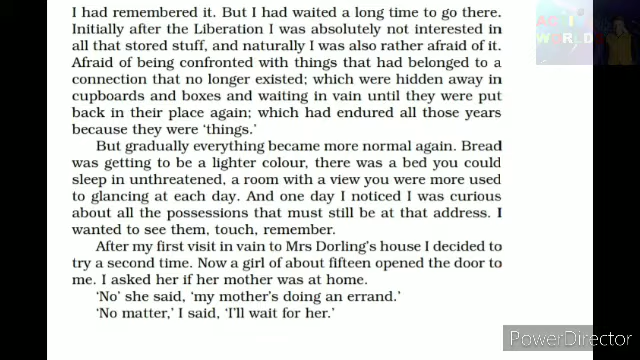 I had remembered it. But I had waited a long time to go there.
Initially after the Liberation I was absolutely not interested in
all that stored stuff, and naturally I was also rather afraid of it.
Afraid of being confronted with things that had belonged to a
connection that no longer existed; which were hidden away in
cupboards and boxes and waiting in vain until they were put
back in their place again; which had endured all those years
because they were ‘things.’
But gradually everything became more normal again. Bread
was getting to be a lighter colour, there was a bed you could
sleep in unthreatened, a room with a view you were more used
to glancing at each day. And one day I noticed I was curious
about all the possessions that must still be at that address. I
wanted to see them, touch, remember.
After my first visit in vain to Mrs Dorling’s house I decided to
try a second time. Now a girl of about fifteen opened the door to
me. I asked her if her mother was at home.
‘No’ she said, ‘my mother’s doing an errand.’
‘No matter,’ I said, ‘I’ll wait for her.’
WORLD
PowerDirector